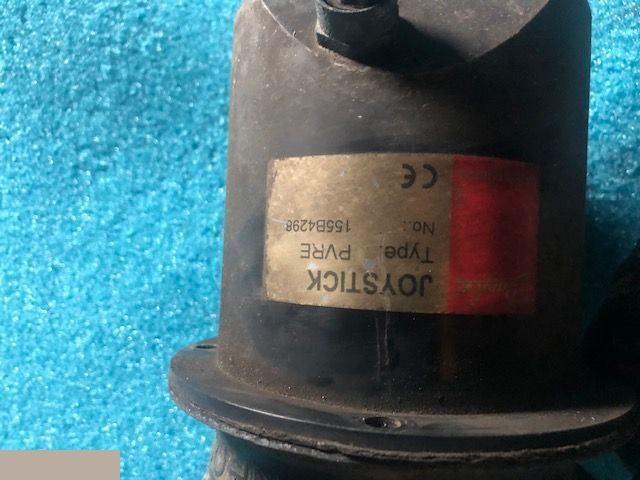 JOYSTICK
Type: PVRE
No.: 155B4298
CE